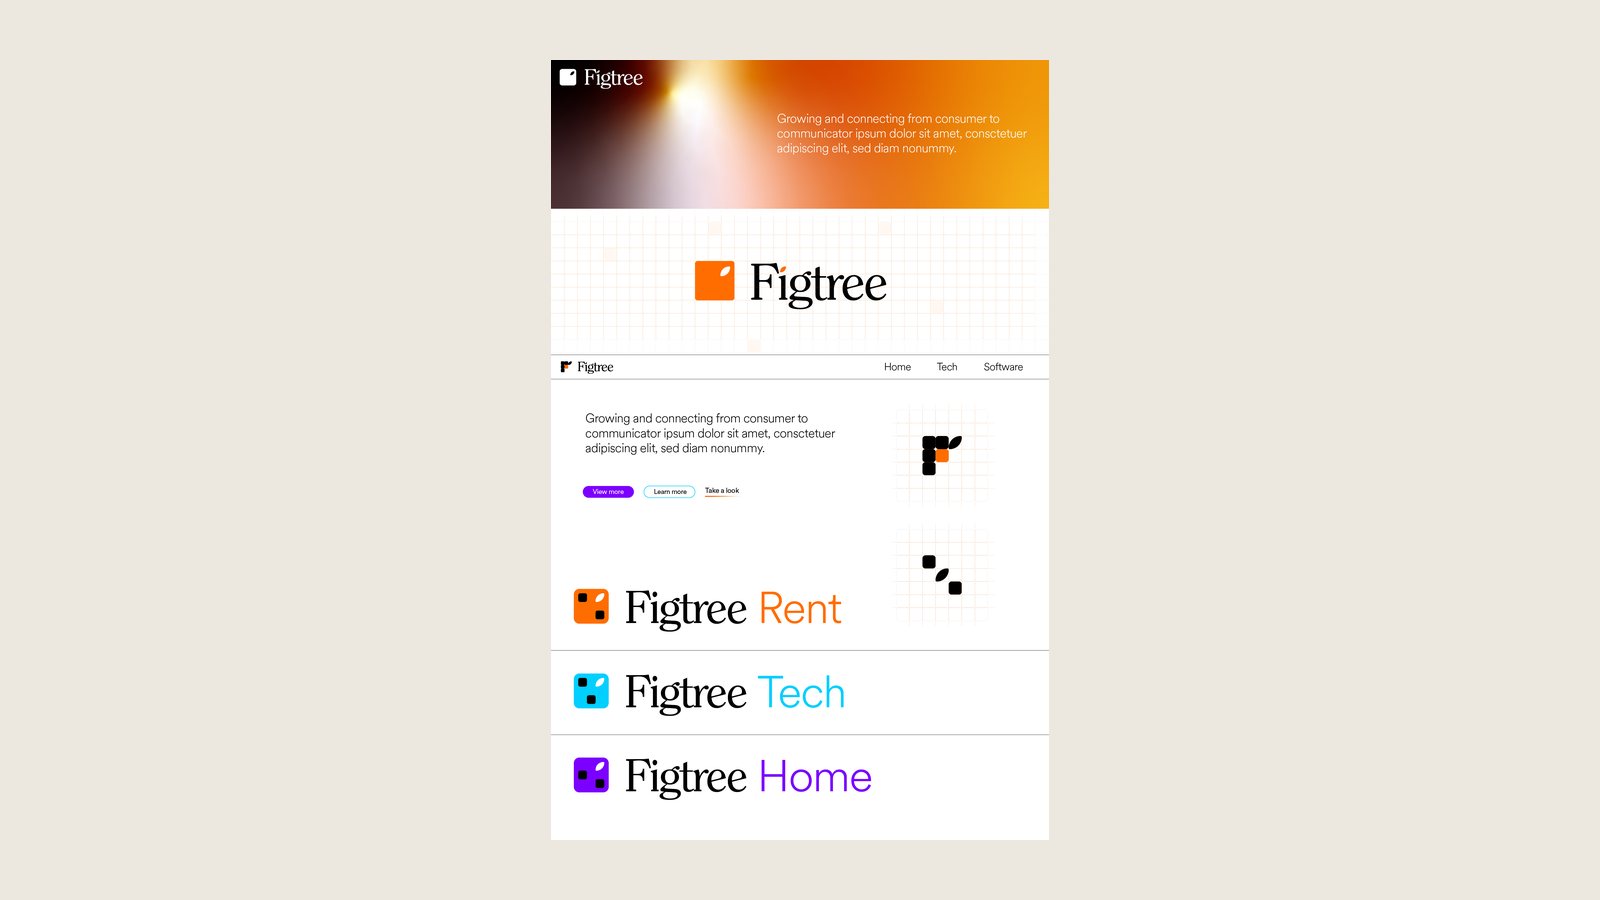 Figtree
Growing and connecting from consumer to
communicator ipsum dolor sit amet, consctetuer
adipiscing elit, sed diam nonummy.
Figtree
Figtree
Home
Tech
Software
Growing and connecting from consumer to
communicator ipsum dolor sit amet, consctetuer
adipiscing elit, sed diam nonummy.
View more
Learn more
Take a look
Figtree Rent
Figtree Tech
Figtree Home